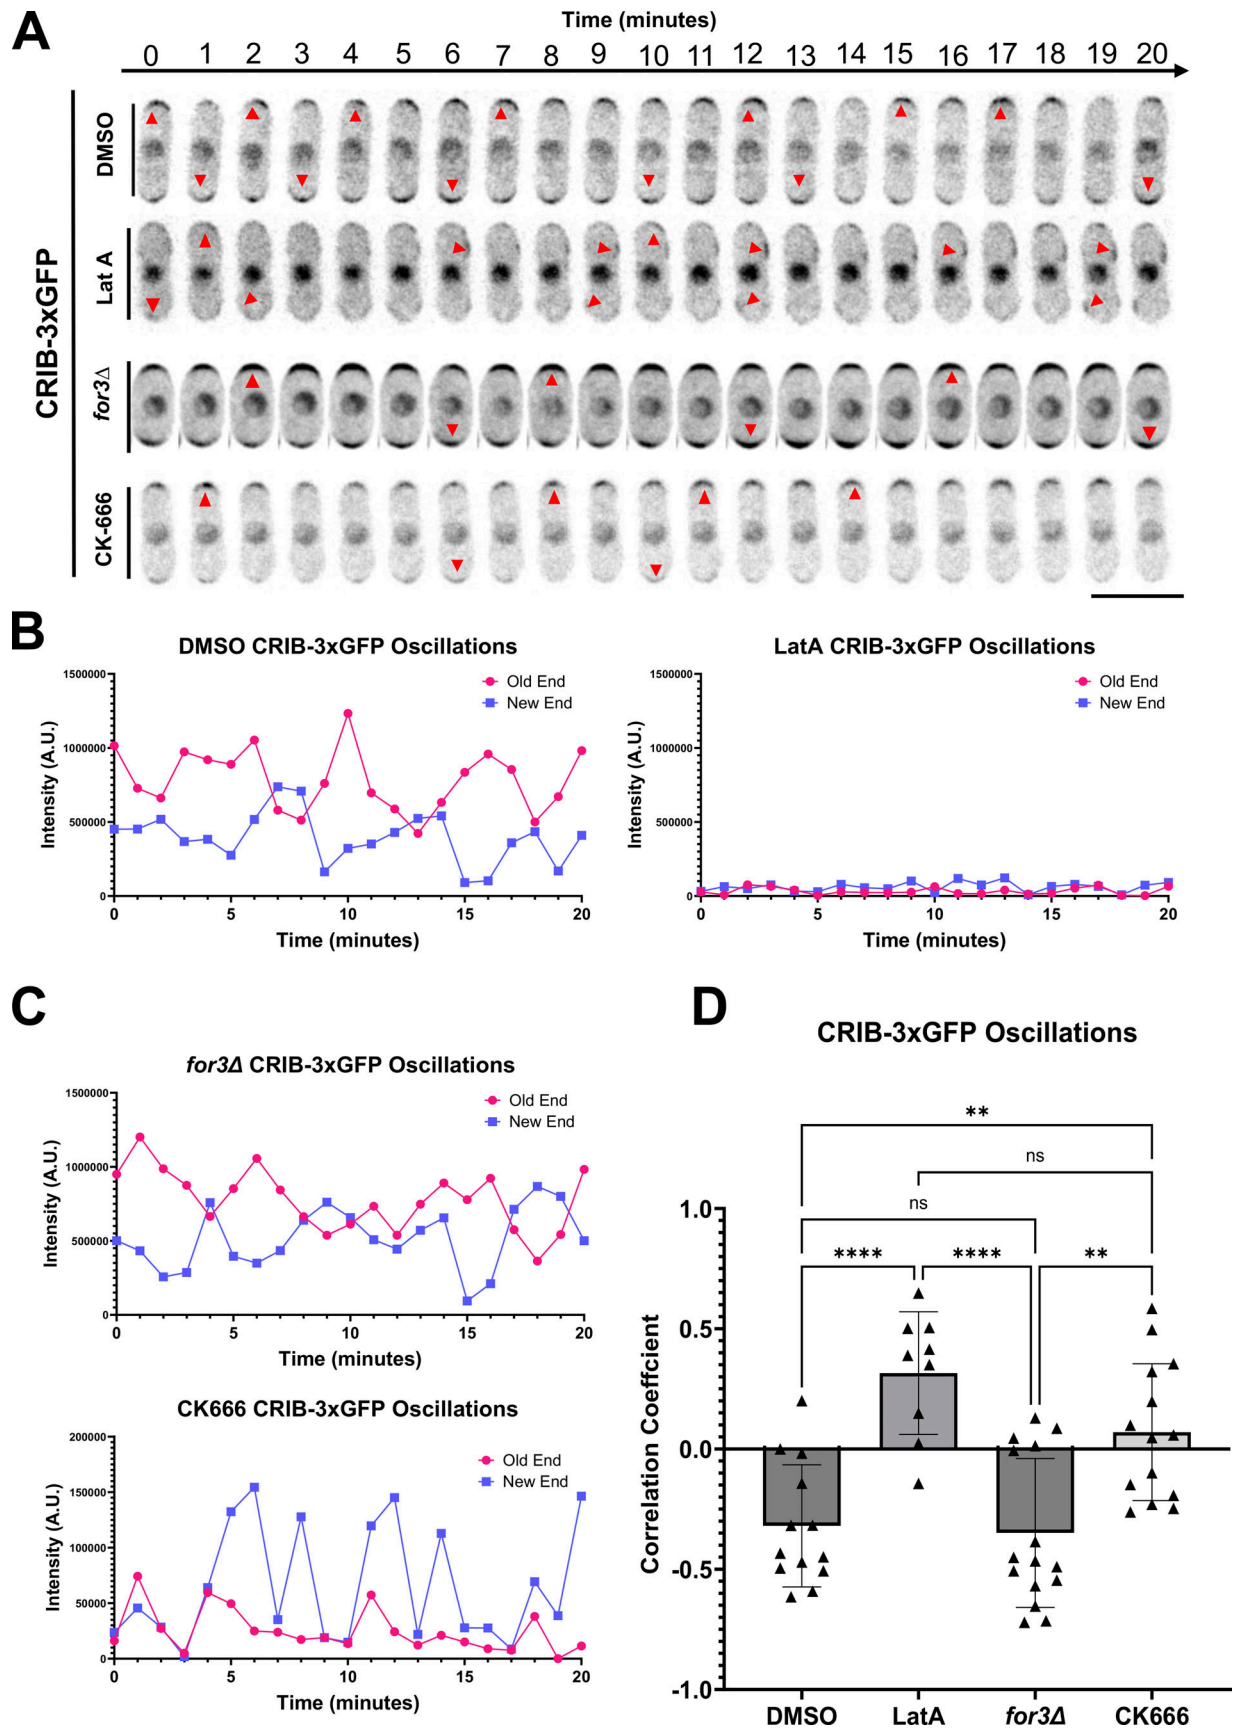 A
Time (minutes)
0 1 2 3 4 5 6 7 8 9 10 11 12 13 14 15 16 17 18 19 20
CRIB-3xGFP
DMSO
Lat A
for3Δ
CK-666
B
DMSO CRIB-3xGFP Oscillations
Old End
New End
Intensity (A.U.)
1500000
1000000
500000
0
0 5 10 15 20
Time (minutes)
LatA CRIB-3xGFP Oscillations
Old End
New End
Intensity (A.U.)
1500000
1000000
500000
0
0 5 10 15 20
Time (minutes)
C
for3Δ CRIB-3xGFP Oscillations
Old End
New End
Intensity (A.U.)
1500000
1000000
500000
0
0 5 10 15 20
Time (minutes)
CK666 CRIB-3xGFP Oscillations
Old End
New End
Intensity (A.U.)
200000
150000
100000
50000
0
0 5 10 15 20
Time (minutes)
D
CRIB-3xGFP Oscillations
**
ns
ns
**** **** **
Correlation Coeffcient
1.0
0.5
0.0
-0.5
-1.0
DMSO LatA for3Δ CK666